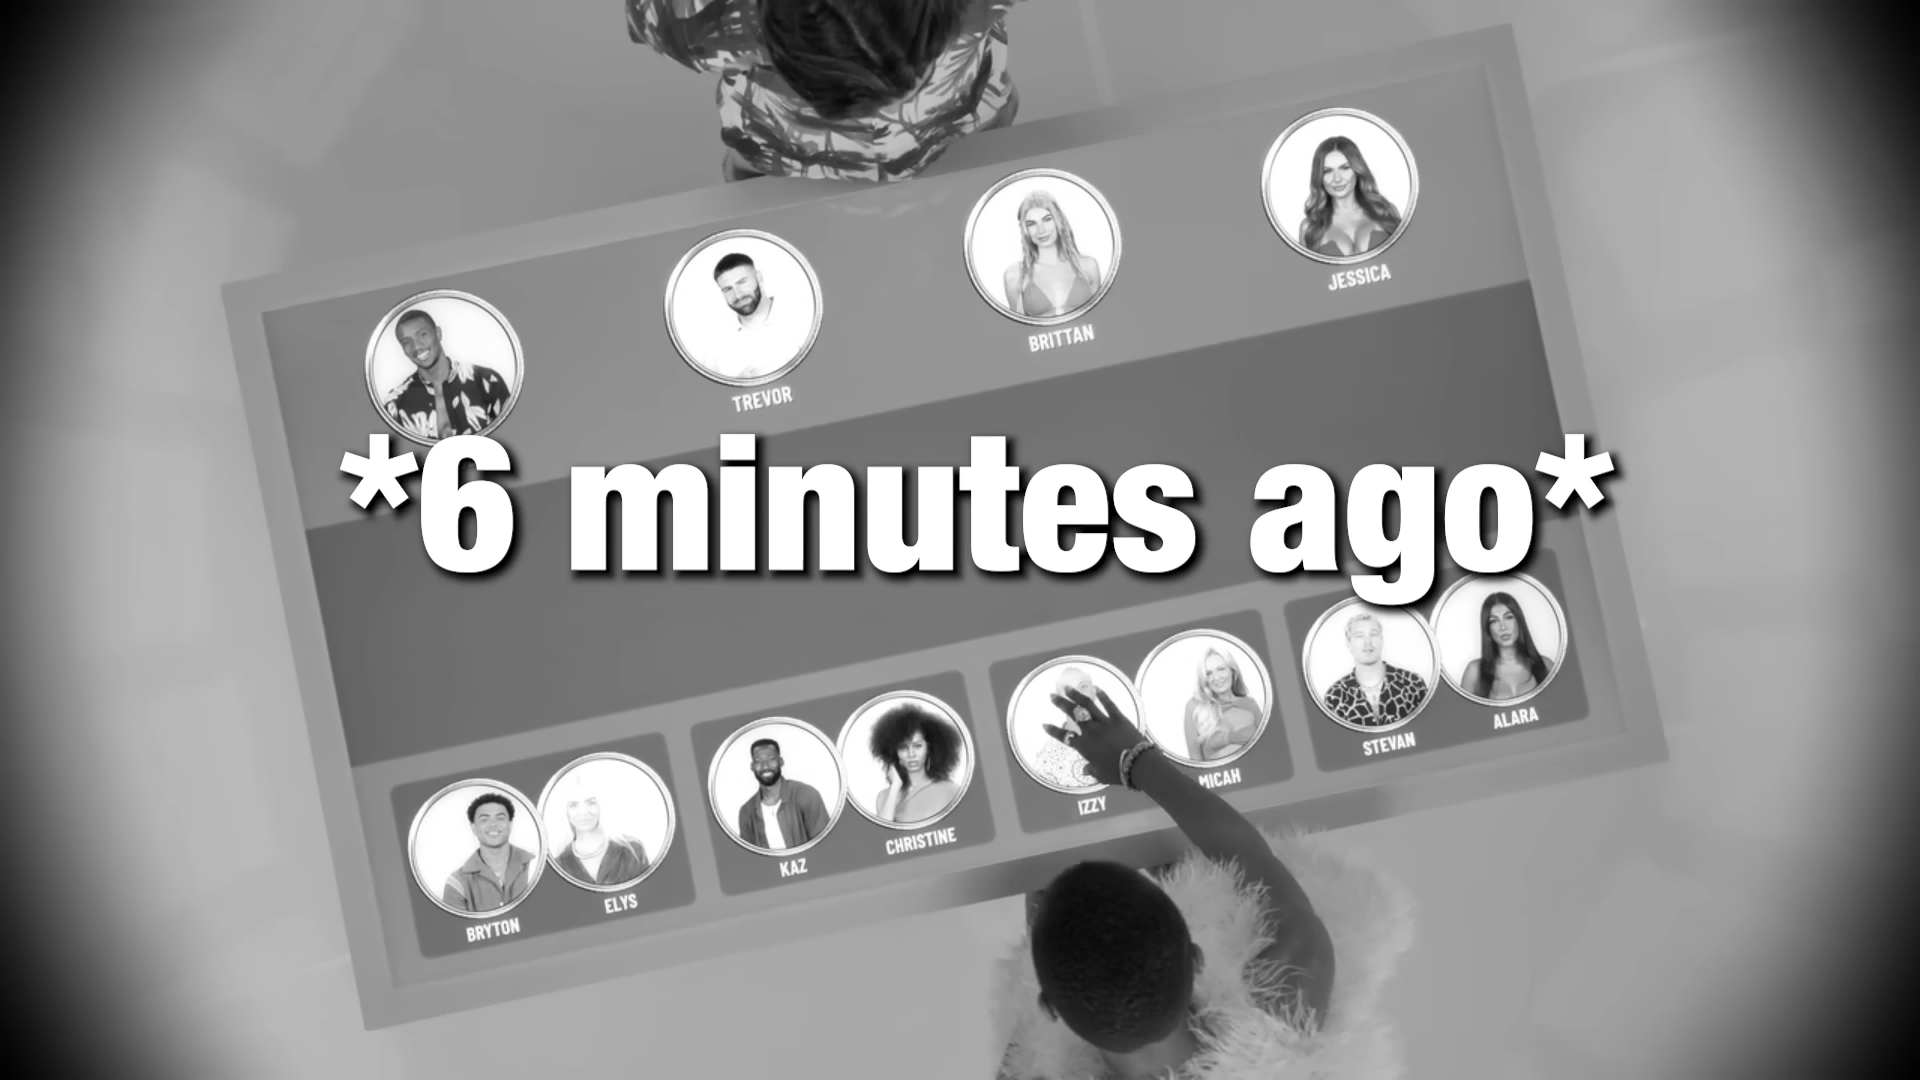 JESSICA
BRITTAN
TREVOR
*6 minutes ago*
ALARA
STEVAN
MICAH
IZZY
CHRISTINE
KAZ
ELYS
BRYTON